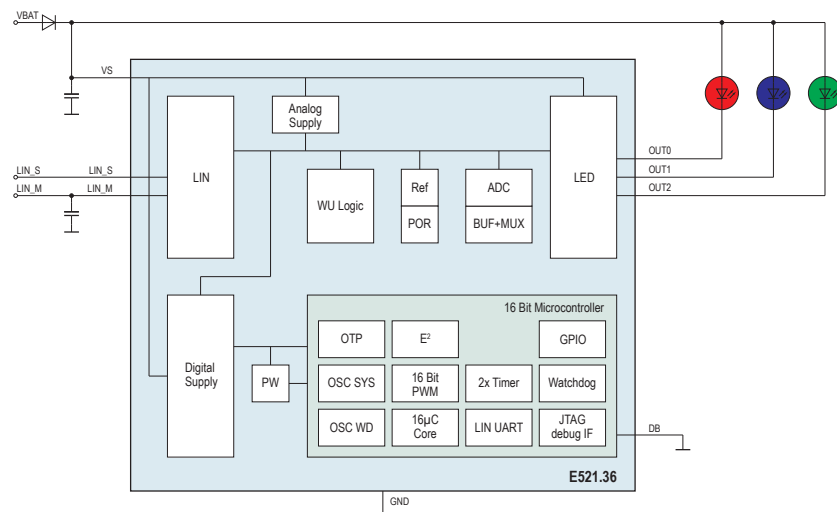 VBAT
VS
Analog
Supply
OUT0
LIN_S
LIN_S
LIN
LED
OUT1
LIN_M
LIN_M
OUT2
WU Logic
Ref
POR
ADC
BUF+MUX
16 Bit Microcontroller
OTP
E²
GPIO
Digital
Supply
PW
OSC SYS
16 Bit
PWM
2x Timer
Watchdog
OSC WD
16µC
Core
LIN UART
JTAG
debug IF
DB
E521.36
GND